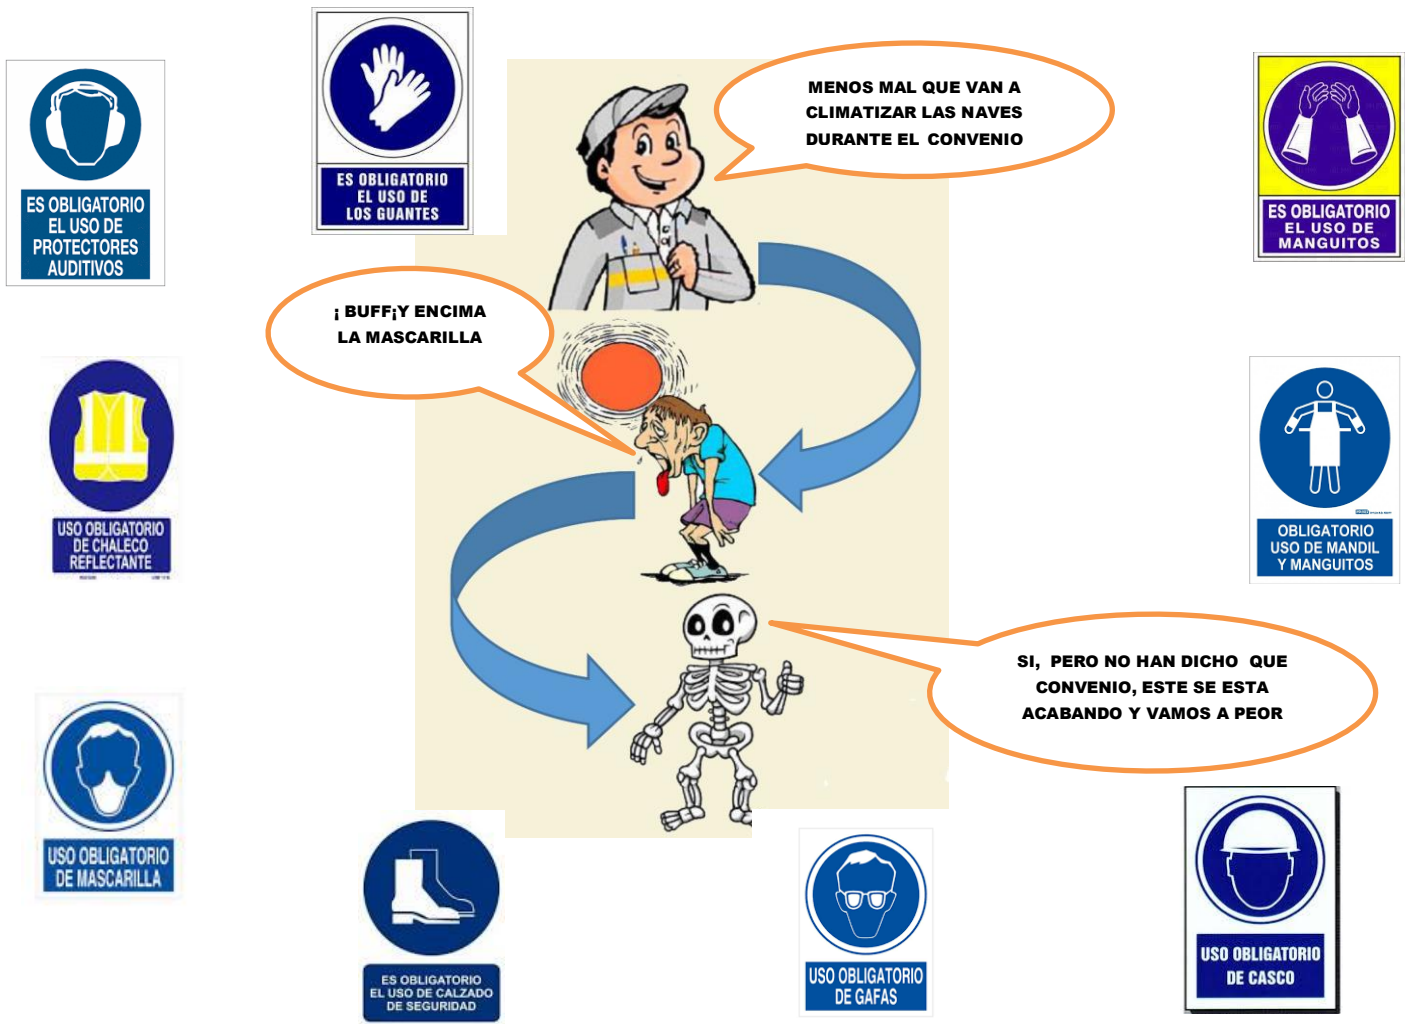 ES OBLIGATORIO
EL USO DE
LOS GUANTES
MENOS MAL QUE VAN A
CLIMATIZAR LAS NAVES
DURANTE EL CONVENIO
ES OBLIGATORIO
EL USO DE
PROTECTORES
AUDITIVOS
ES OBLIGATORIO
EL USO DE
MANGUITOS
¡ BUFF¡Y ENCIMA
LA MASCARILLA
USO OBLIGATORIO
DE CHALECO
REFLECTANTE
OBLIGATORIO
USO DE MANDIL
Y MANGUITOS
SI, PERO NO HAN DICHO QUE
CONVENIO, ESTE SE ESTA
ACABANDO Y VAMOS A PEOR
USO OBLIGATORIO
DE MASCARILLA
ES OBLIGATORIO
EL USO DE CALZADO
DE SEGURIDAD
USO OBLIGATORIO
DE GAFAS
USO OBLIGATORIO
DE CASCO